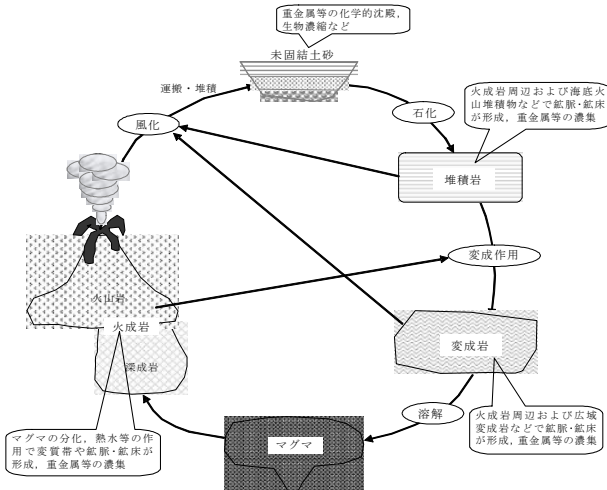 重金属等の化学的沈殿,
生物濃縮など
未固結土砂
運搬・堆積
風化
石化
火成岩周辺および海底火
山堆積物などで鉱脈・鉱床
が形成，重金属等の濃集
堆積岩
変成作用
火山岩
火成岩
深成岩
変成岩
溶解
マグマ
マグマの分化，熱水等の作
用で変質帯や鉱脈・鉱床が
形成，重金属等の濃集
火成岩周辺および広域
変成岩などで鉱脈・鉱床
が形成，重金属等の濃集